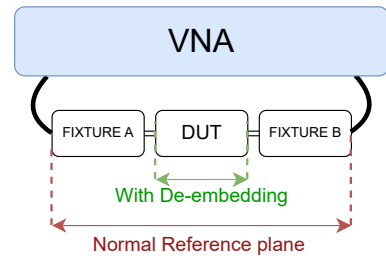 VNA
FIXTURE A
DUT
FIXTURE B
With De-embedding
Normal Reference plane